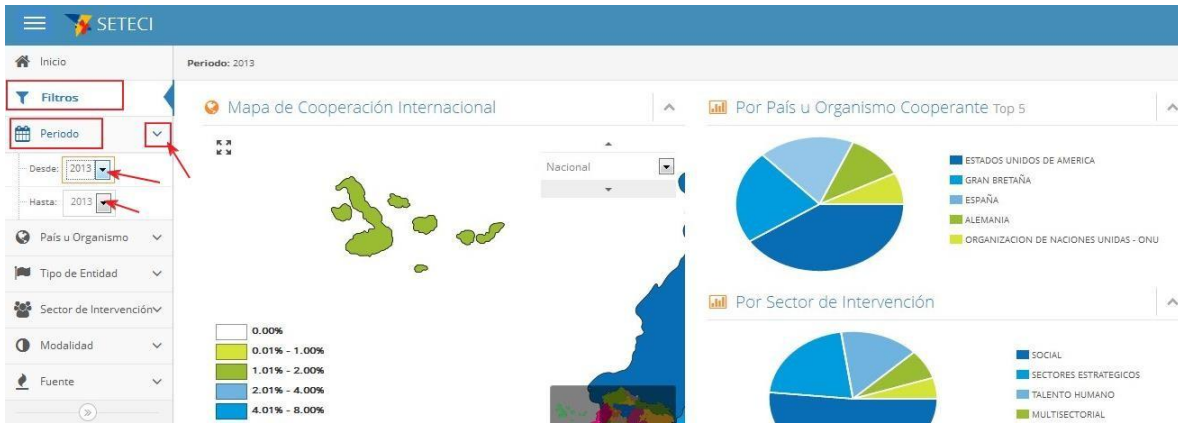 SETECI
Inicio
Filtros
Periodo
Desde: 2013
Hasta: 2013
País u Organismo
Tipo de Entidad
Sector de Intervención
Modalidad
Fuente
Periodo: 2013
Mapa de Cooperación Internacional
Nacional
0.00%
0.01% - 1.00%
1.01% - 2.00%
2.01% - 4.00%
4.01% - 8.00%
Por País u Organismo Cooperante Top 5
ESTADOS UNIDOS DE AMERICA
GRAN BRETAÑA
ESPAÑA
ALEMANIA
ORGANIZACION DE NACIONES UNIDAS - ONU
Por Sector de Intervención
SOCIAL
SECTORES ESTRATEGICOS
TALENTO HUMANO
MULTISECTORIAL